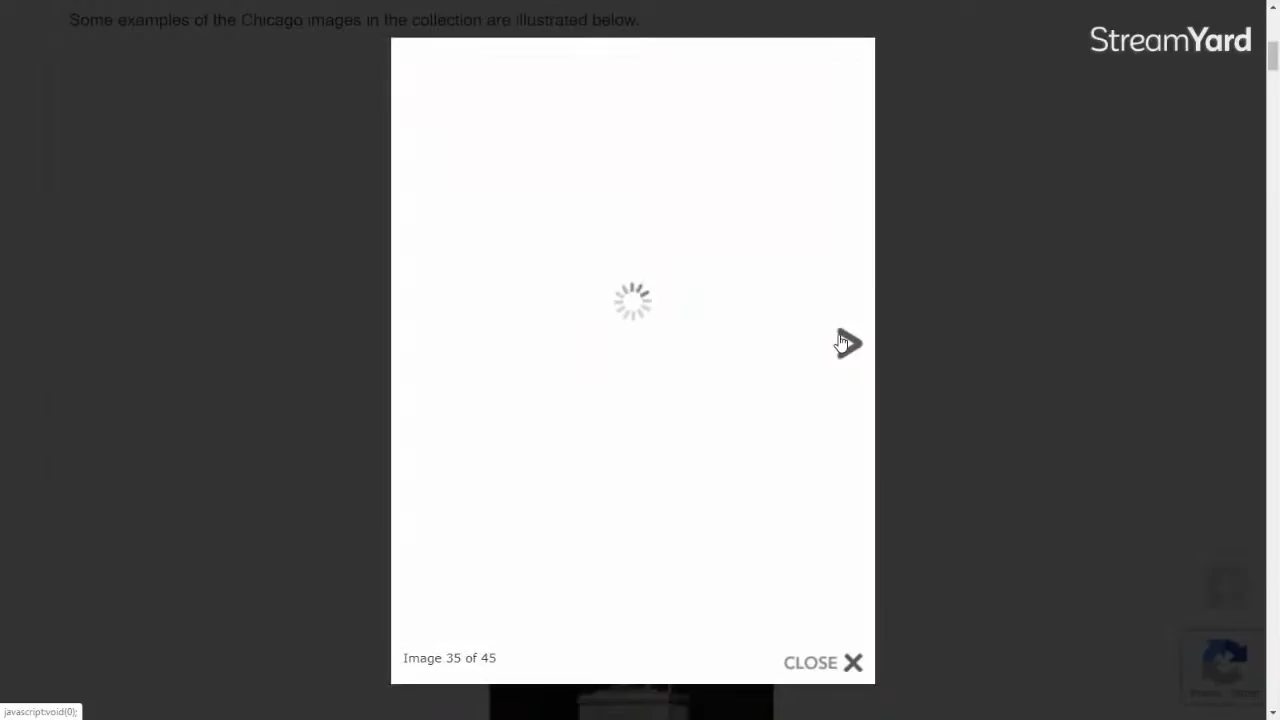 Some examples of the Chicago images in the collection are illustrated below.
StreamYard
Image 35 of 45
CLOSE
javascript:void(0);